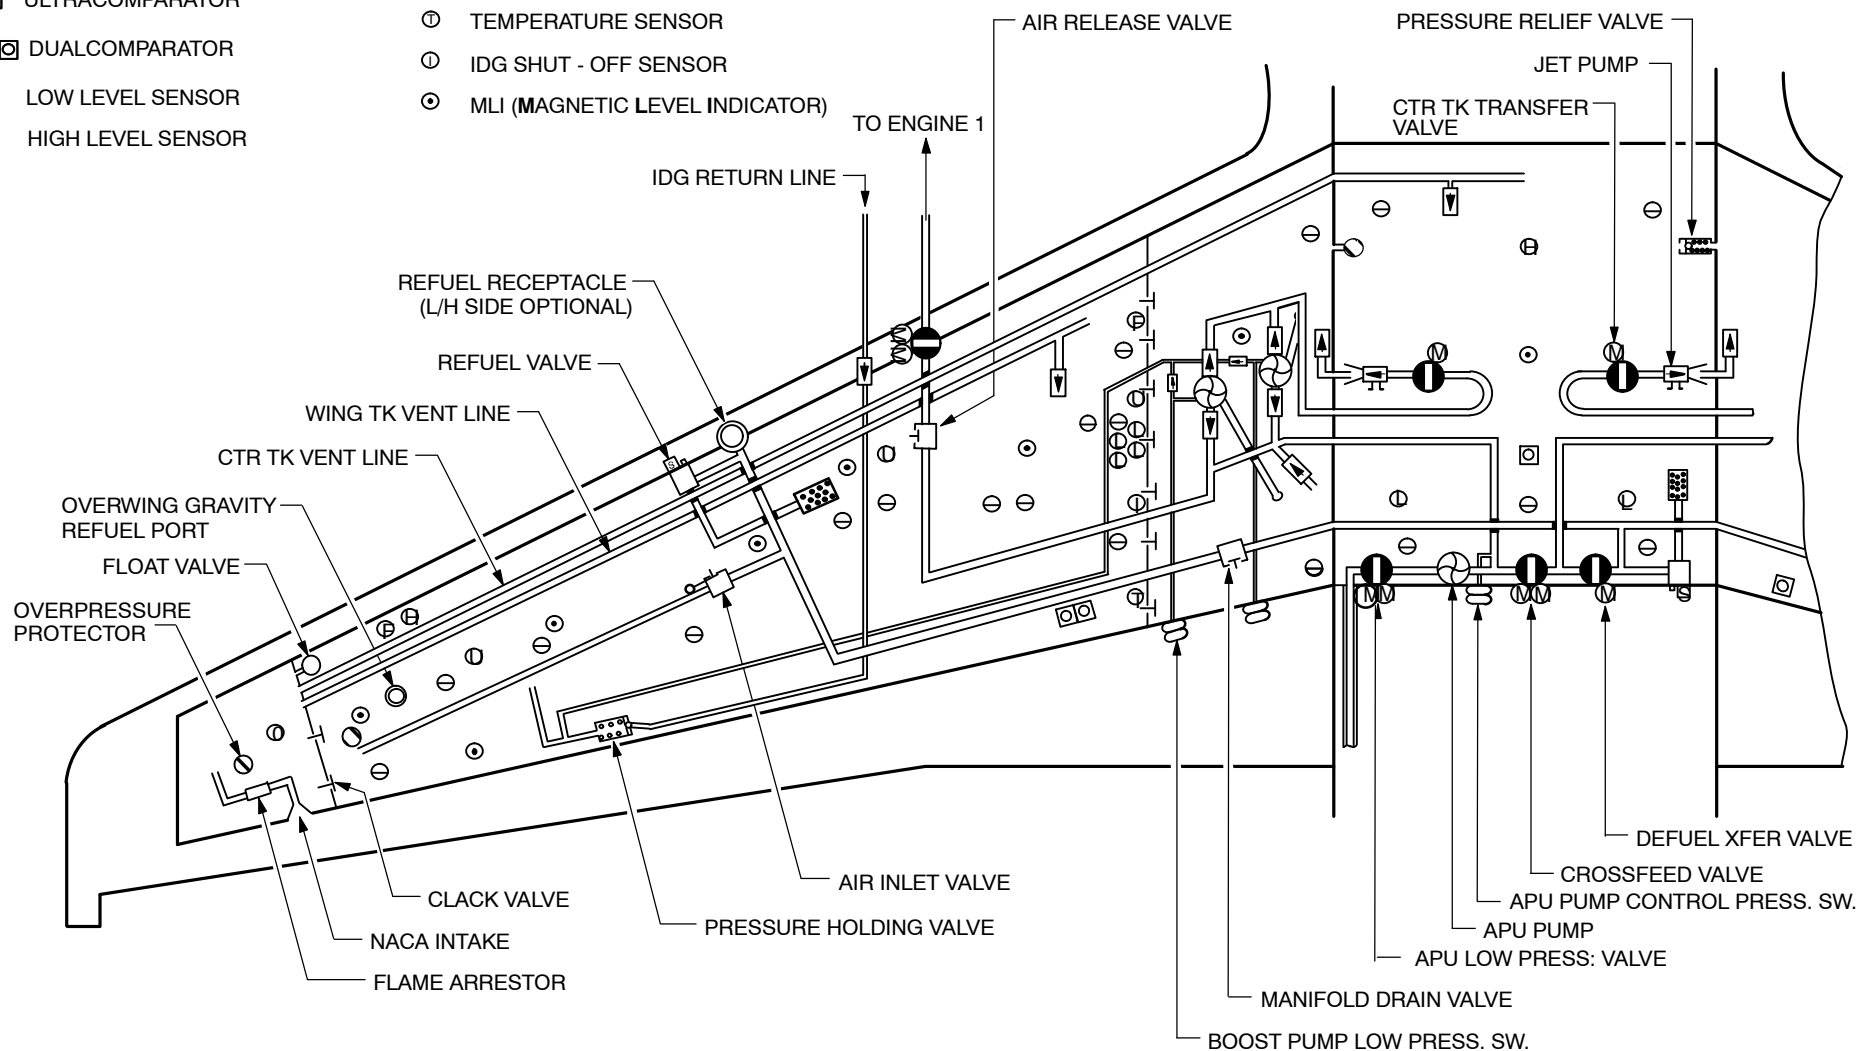 ULTRACOMPARATOR
DUALCOMPARATOR
LOW LEVEL SENSOR
HIGH LEVEL SENSOR
T TEMPERATURE SENSOR
I IDG SHUT - OFF SENSOR
MLI (MAGNETIC LEVEL INDICATOR)
AIR RELEASE VALVE
PRESSURE RELIEF VALVE
JET PUMP
CTR TK TRANSFER
VALVE
TO ENGINE 1
IDG RETURN LINE
REFUEL RECEPTACLE
(L/H SIDE OPTIONAL)
REFUEL VALVE
WING TK VENT LINE
CTR TK VENT LINE
OVERWING GRAVITY
REFUEL PORT
FLOAT VALVE
OVERPRESSURE
PROTECTOR
CLACK VALVE
NACA INTAKE
FLAME ARRESTOR
AIR INLET VALVE
PRESSURE HOLDING VALVE
DEFUEL XFER VALVE
CROSSFEED VALVE
APU PUMP CONTROL PRESS. SW.
APU PUMP
APU LOW PRESS: VALVE
MANIFOLD DRAIN VALVE
BOOST PUMP LOW PRESS. SW.